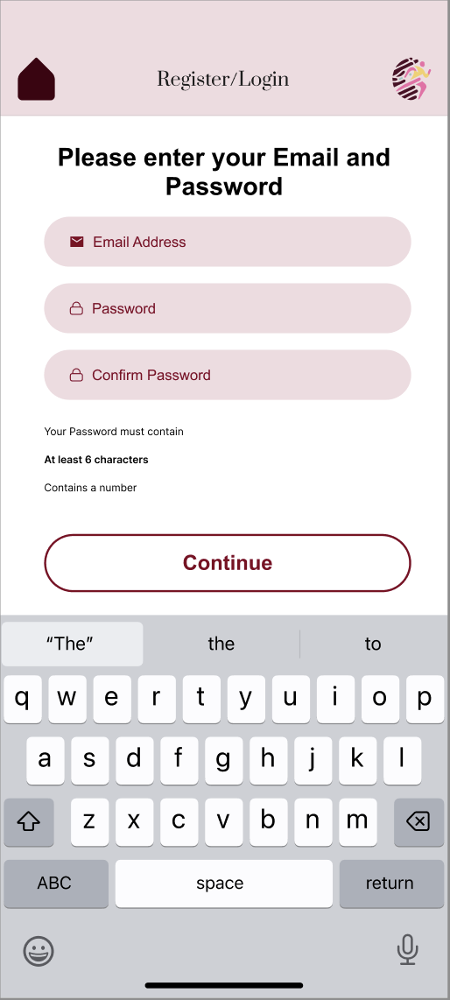 Register/Login
Please enter your Email and
Password
Email Address
Password
Confirm Password
Your Password must contain
At least 6 characters
Contains a number
Continue
“The” the to
q w e r t y u i o p
a s d f g h j k l
z x c v b n m
ABC space return